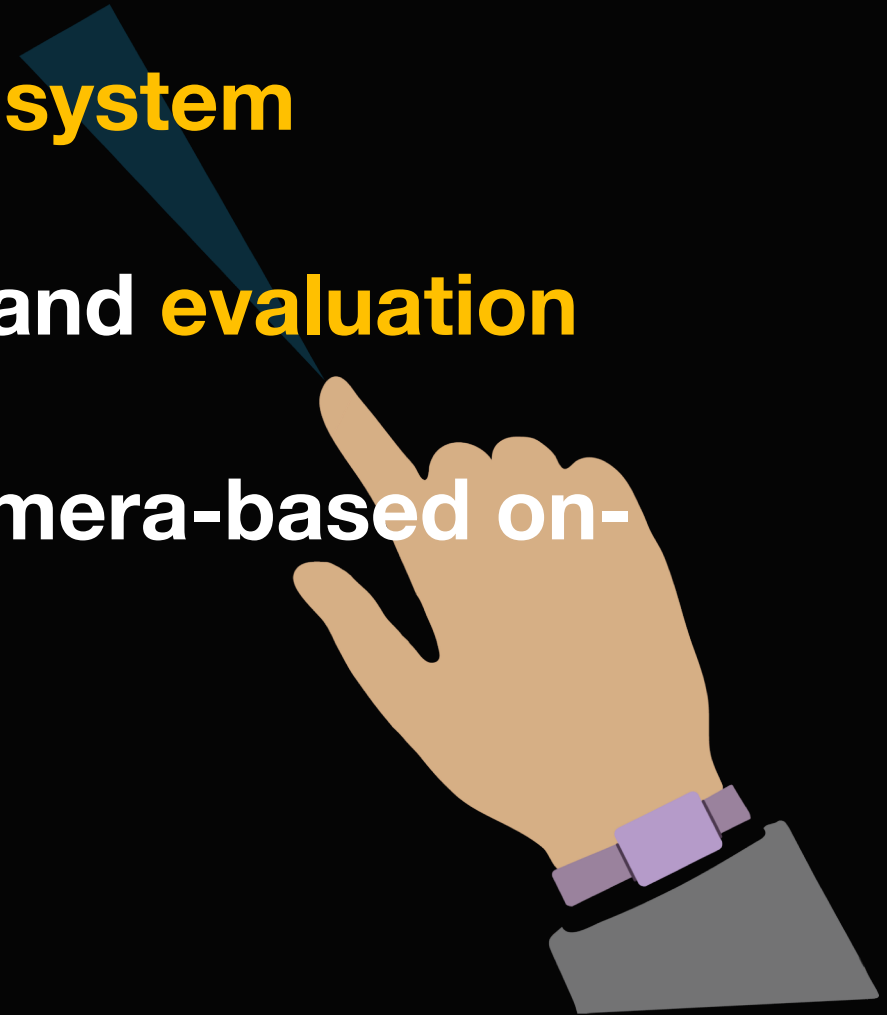 system
and evaluation
mera-based on-